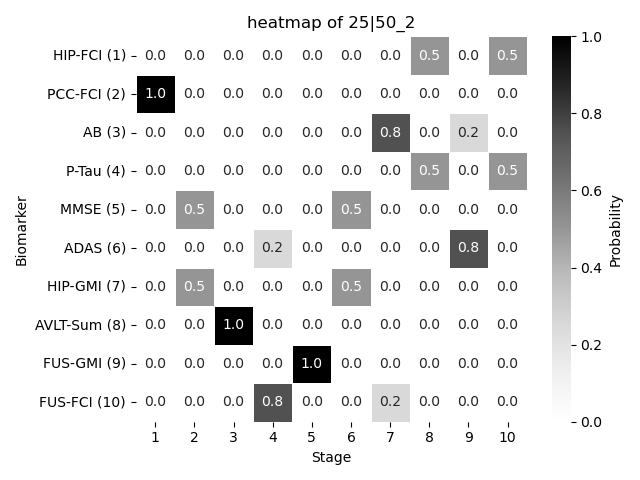 heatmap of 25|50_2
HIP-FCI (1) 0.0 0.0 0.0 0.0 0.0 0.0 0.0 0.5 0.0 0.5
PCC-FCI (2) 1.0 0.0 0.0 0.0 0.0 0.0 0.0 0.0 0.0 0.0
AB (3) 0.0 0.0 0.0 0.0 0.0 0.0 0.8 0.0 0.2 0.0
P-Tau (4) 0.0 0.0 0.0 0.0 0.0 0.0 0.0 0.5 0.0 0.5
MMSE (5) 0.0 0.5 0.0 0.0 0.0 0.5 0.0 0.0 0.0 0.0
ADAS (6) 0.0 0.0 0.0 0.2 0.0 0.0 0.0 0.0 0.8 0.0
HIP-GMI (7) 0.0 0.5 0.0 0.0 0.0 0.5 0.0 0.0 0.0 0.0
AVLT-Sum (8) 0.0 0.0 1.0 0.0 0.0 0.0 0.0 0.0 0.0 0.0
FUS-GMI (9) 0.0 0.0 0.0 0.0 1.0 0.0 0.0 0.0 0.0 0.0
FUS-FCI (10) 0.0 0.0 0.0 0.8 0.0 0.0 0.2 0.0 0.0 0.0
1 2 3 4 5 6 7 8 9 10
Stage
Biomarker
1.0
0.8
0.6
0.4
0.2
0.0
Probability